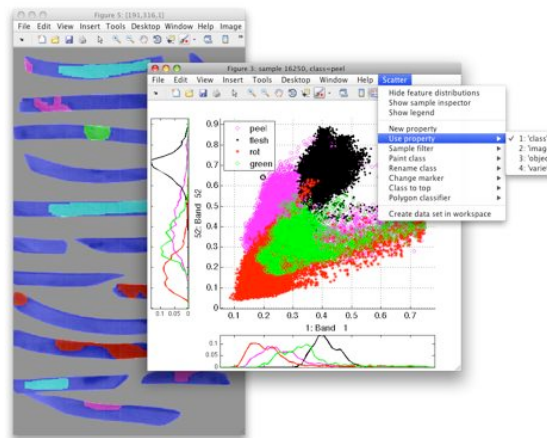 Figure 5: [191,316,1]
File Edit View Insert Tools Desktop Window Help Image
Figure 3: sample 16250, class=peel
File Edit View Insert Tools Desktop Window Help Scatter
Hide feature distributions
Show sample inspector
Show legend
New property
Use property
Sample filter
Paint class
Rename class
Change marker
Class to top
Polygon classifier
Create data set in workspace
1: 'class'
2: 'imag
3: 'objec
4: 'variet
peel
flesh
rot
green
0.9
0.8
0.7
0.6
0.5
0.4
0.3
0.2
0.1
0
52: Band 52
0.1 0.2 0.3 0.4 0.5 0.6 0.7
1: Band 1
0.1 0.05 0
0.1
0.05
0